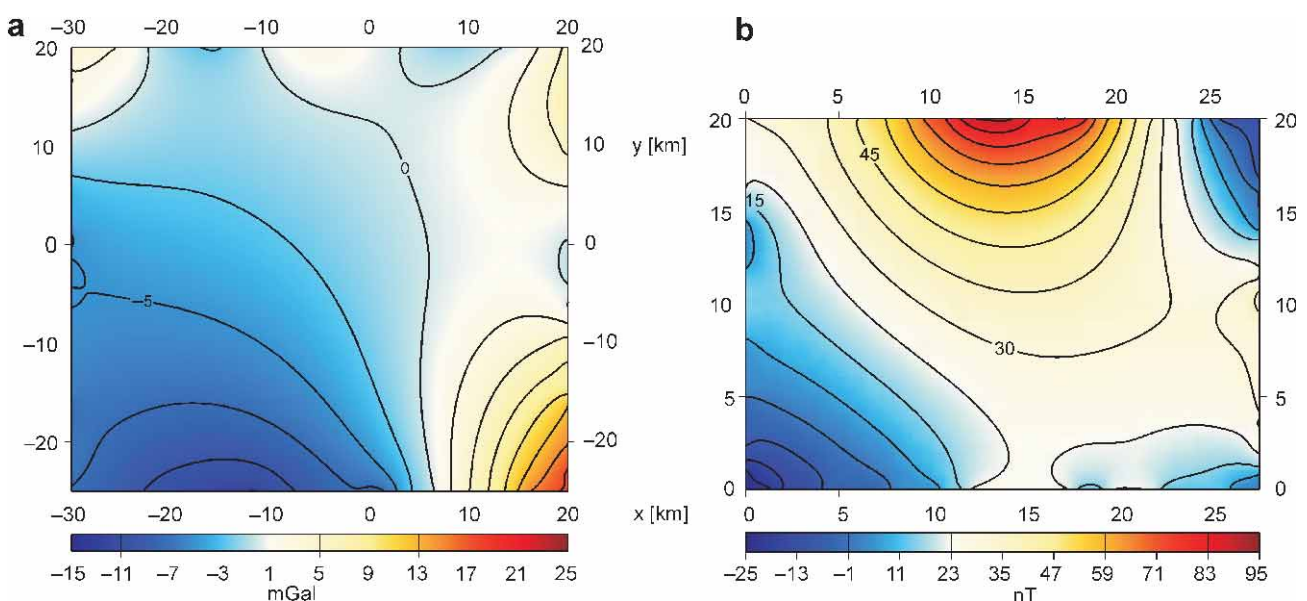 a
–30 –20 –10 0 10 20
20 20
10 10
0 0
–10 –10
–20 –20
0
–5
–30 –20 –10 0 10 20
x [km]
y [km]
–15 –11 –7 –3 1 5 9 13 17 21 25
mGal
b
0 5 10 15 20 25
20 20
15 15
10 10
5 5
0 0
45
15
30
0 5 10 15 20 25
–25 –13 –1 11 23 35 47 59 71 83 95
nT